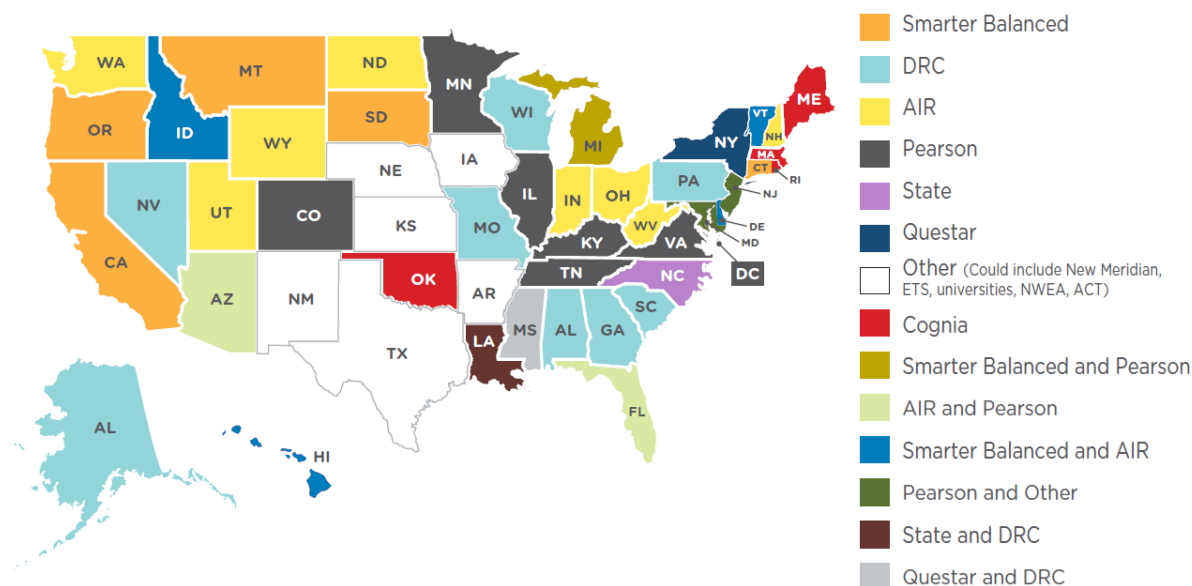 WA
MT
ND
MN
OR
ID
SD
WI
WY
MI
NY
VT
NH
ME
MA
CT
RI
NE
IA
PA
NJ
NV
UT
CO
IL
IN
OH
KS
MO
WV
DE
MD
KY
VA
DC
CA
AZ
NM
OK
AR
TN
NC
SC
MS
AL
GA
TX
LA
FL
AL
HI
Smarter Balanced
DRC
AIR
Pearson
State
Questar
Other (Could include New Meridian,
ETS, universities, NWEA, ACT)
Cognia
Smarter Balanced and Pearson
AIR and Pearson
Smarter Balanced and AIR
Pearson and Other
State and DRC
Questar and DRC